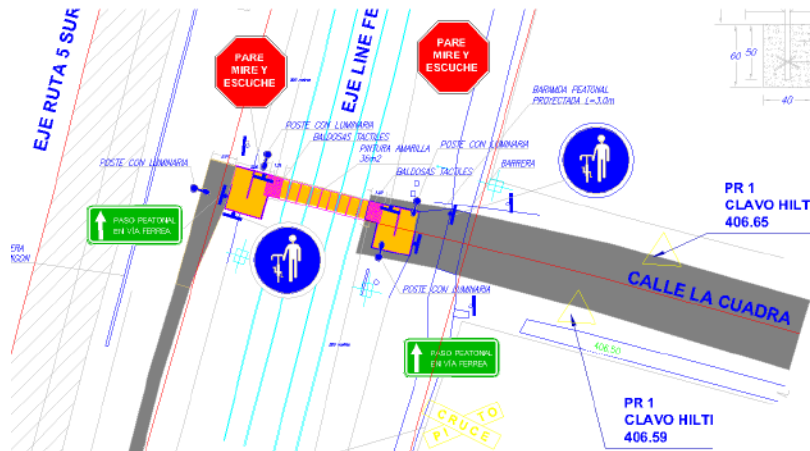 EJE RUTA 5 SUR
PARE
MIRE Y
ESCUCHE
EJE LINE FE
PARE
MIRE Y
ESCUCHE
60
50
40
BARANDA PEATONAL
PROYECTADA L=3.0m
POSTE CON LUMINARIA
BALDOSAS TACTILES
PINTURA AMARILLA
36m2
POSTE CON LUMINARIA
POSTE CON LUMINARIA
BALDOSAS TACTILES
BARRERA
PR 1
CLAVO HILTI
406.65
PASO PEATONAL
EN VÍA FERREA
CALLE LA CUADRA
POSTE CON LUMINARIA
406.50
PASO PEATONAL
EN VÍA FERREA
PR 1
CLAVO HILTI
406.59
CRUCE